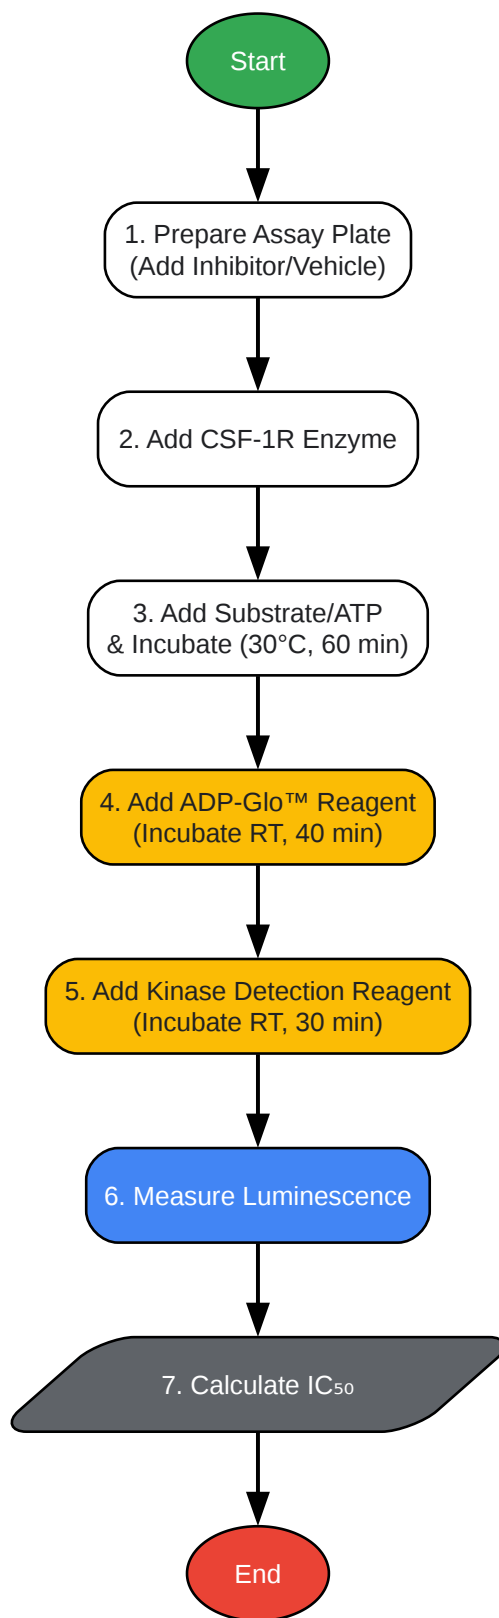 Start
1. Prepare Assay Plate
(Add Inhibitor/Vehicle)
2. Add CSF-1R Enzyme
3. Add Substrate/ATP
& Incubate (30°C, 60 min)
4. Add ADP-Glo™ Reagent
(Incubate RT, 40 min)
5. Add Kinase Detection Reagent
(Incubate RT, 30 min)
6. Measure Luminescence
7. Calculate IC₅₀
End